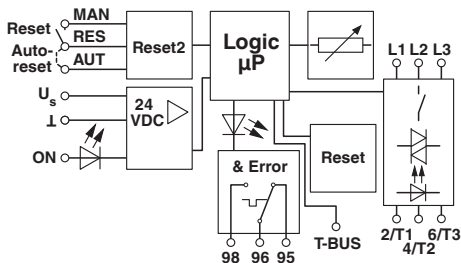 MAN
Reset
RES
Auto-
reset
AUT
Reset2
Logic
µP
L1 L2 L3
Us
⊥
24
VDC
ON
& Error
Reset
T-BUS
98 96 95
2/T1 6/T3
4/T2